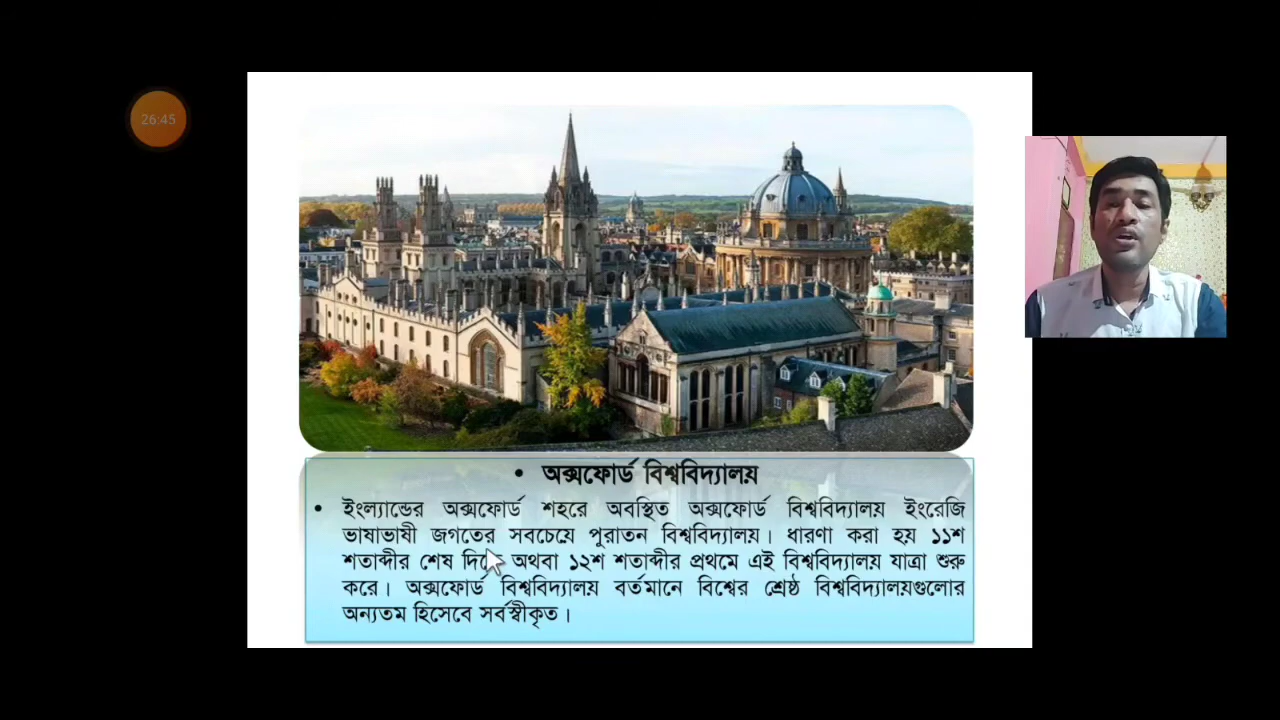 26:45
• অক্সফোর্ড বিশ্ববিদ্যালয়
• ইংল্যান্ডের অক্সফোর্ড শহরে অবস্থিত অক্সফোর্ড বিশ্ববিদ্যালয় ইংরেজি
ভাষাভাষী জগতের সবচেয়ে পুরাতন বিশ্ববিদ্যালয়। ধারণা করা হয় ১১শ
শতাব্দীর শেষ দিকে অথবা ১২শ শতাব্দীর প্রথমে এই বিশ্ববিদ্যালয় যাত্রা শুরু
করে। অক্সফোর্ড বিশ্ববিদ্যালয় বর্তমানে বিশ্বের শ্রেষ্ঠ বিশ্ববিদ্যালয়গুলোর
অন্যতম হিসেবে সর্বস্বীকৃত।